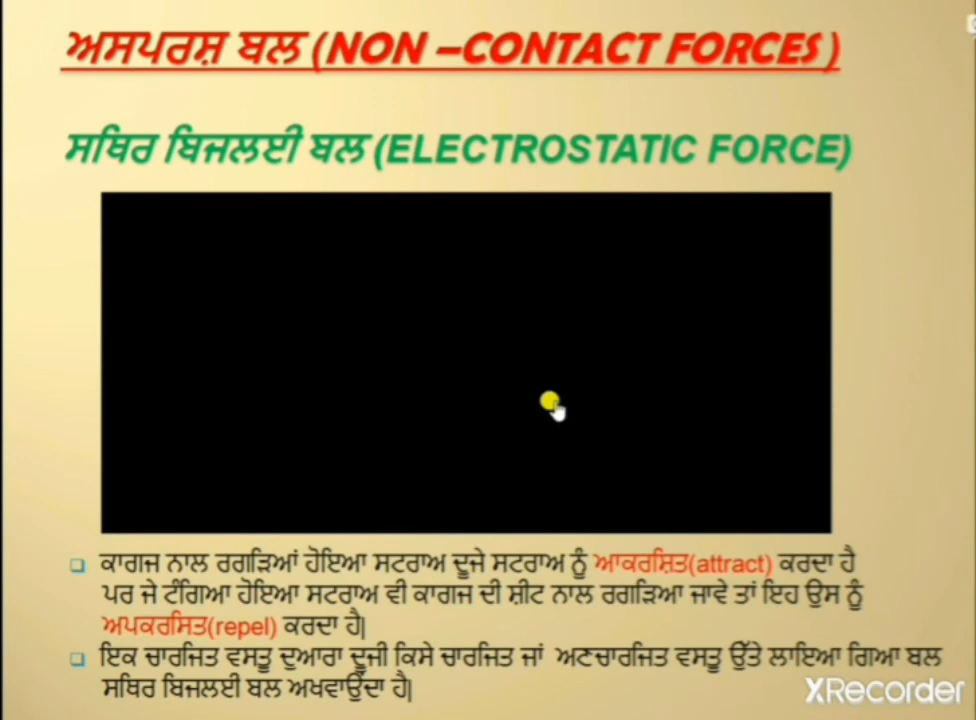 ਅਸਪਰਸ਼ ਬਲ (NON –CONTACT FORCES )
ਸਥਿਰ ਬਿਜਲਈ ਬਲ (ELECTROSTATIC FORCE)
ਕਾਗਜ ਨਾਲ ਰਗੜਿਆਂ ਹੋਇਆ ਸਟਰਾਅ ਦੂਜੇ ਸਟਰਾਅ ਨੂੰ ਆਕਰਸ਼ਿਤ(attract) ਕਰਦਾ ਹੈ
ਪਰ ਜੇ ਟੰਗਿਆ ਹੋਇਆ ਸਟਰਾਅ ਵੀ ਕਾਗਜ ਦੀ ਸ਼ੀਟ ਨਾਲ ਰਗੜਿਆ ਜਾਵੇ ਤਾਂ ਇਹ ਉਸ ਨੂੰ
ਅਪਕਰਸਿਤ(repel) ਕਰਦਾ ਹੈ|
ਇਕ ਚਾਰਜਿਤ ਵਸਤੂ ਦੁਆਰਾ ਦੂਜੀ ਕਿਸੇ ਚਾਰਜਿਤ ਜਾਂ ਅਣਚਾਰਜਿਤ ਵਸਤੂ ਉੱਤੇ ਲਾਇਆ ਗਿਆ ਬਲ
ਸਥਿਰ ਬਿਜਲਈ ਬਲ ਅਖਵਾਉਂਦਾ ਹੈ|
XRecorder